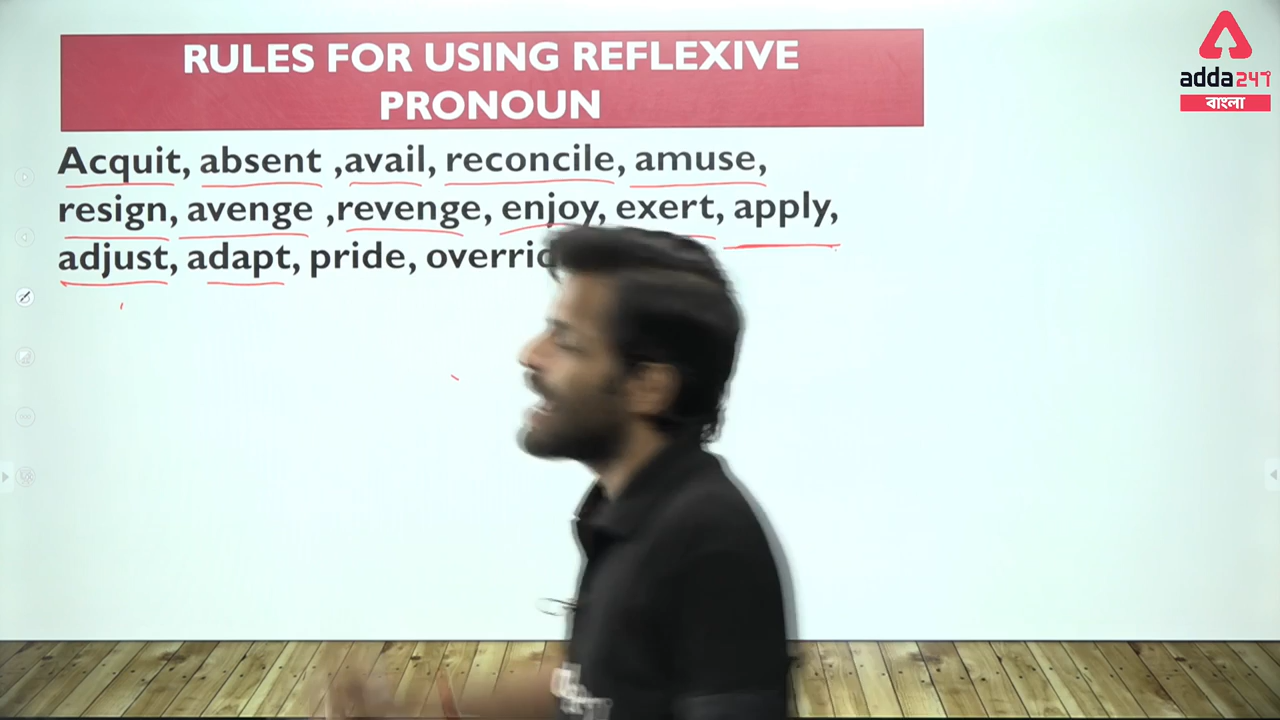 RULES FOR USING REFLEXIVE
PRONOUN
Acquit, absent ,avail, reconcile, amuse,
resign, avenge ,revenge, enjoy, exert, apply,
adjust, adapt, pride,
adda247
বাংলা